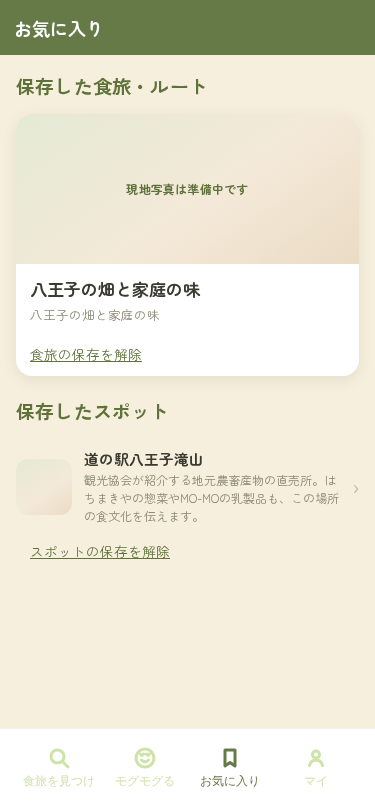 お気に入り
保存した食旅・ルート
現地写真は準備中です
八王子の畑と家庭の味
八王子の畑と家庭の味
食旅の保存を解除
保存したスポット
道の駅八王子滝山
観光協会が紹介する地元農畜産物の直売所。は
ちまきやの惣菜やMO-MOの乳製品も、この場所
の食文化を伝えます。
スポットの保存を解除
食旅を見つけ
モグモグる
お気に入り
マイ